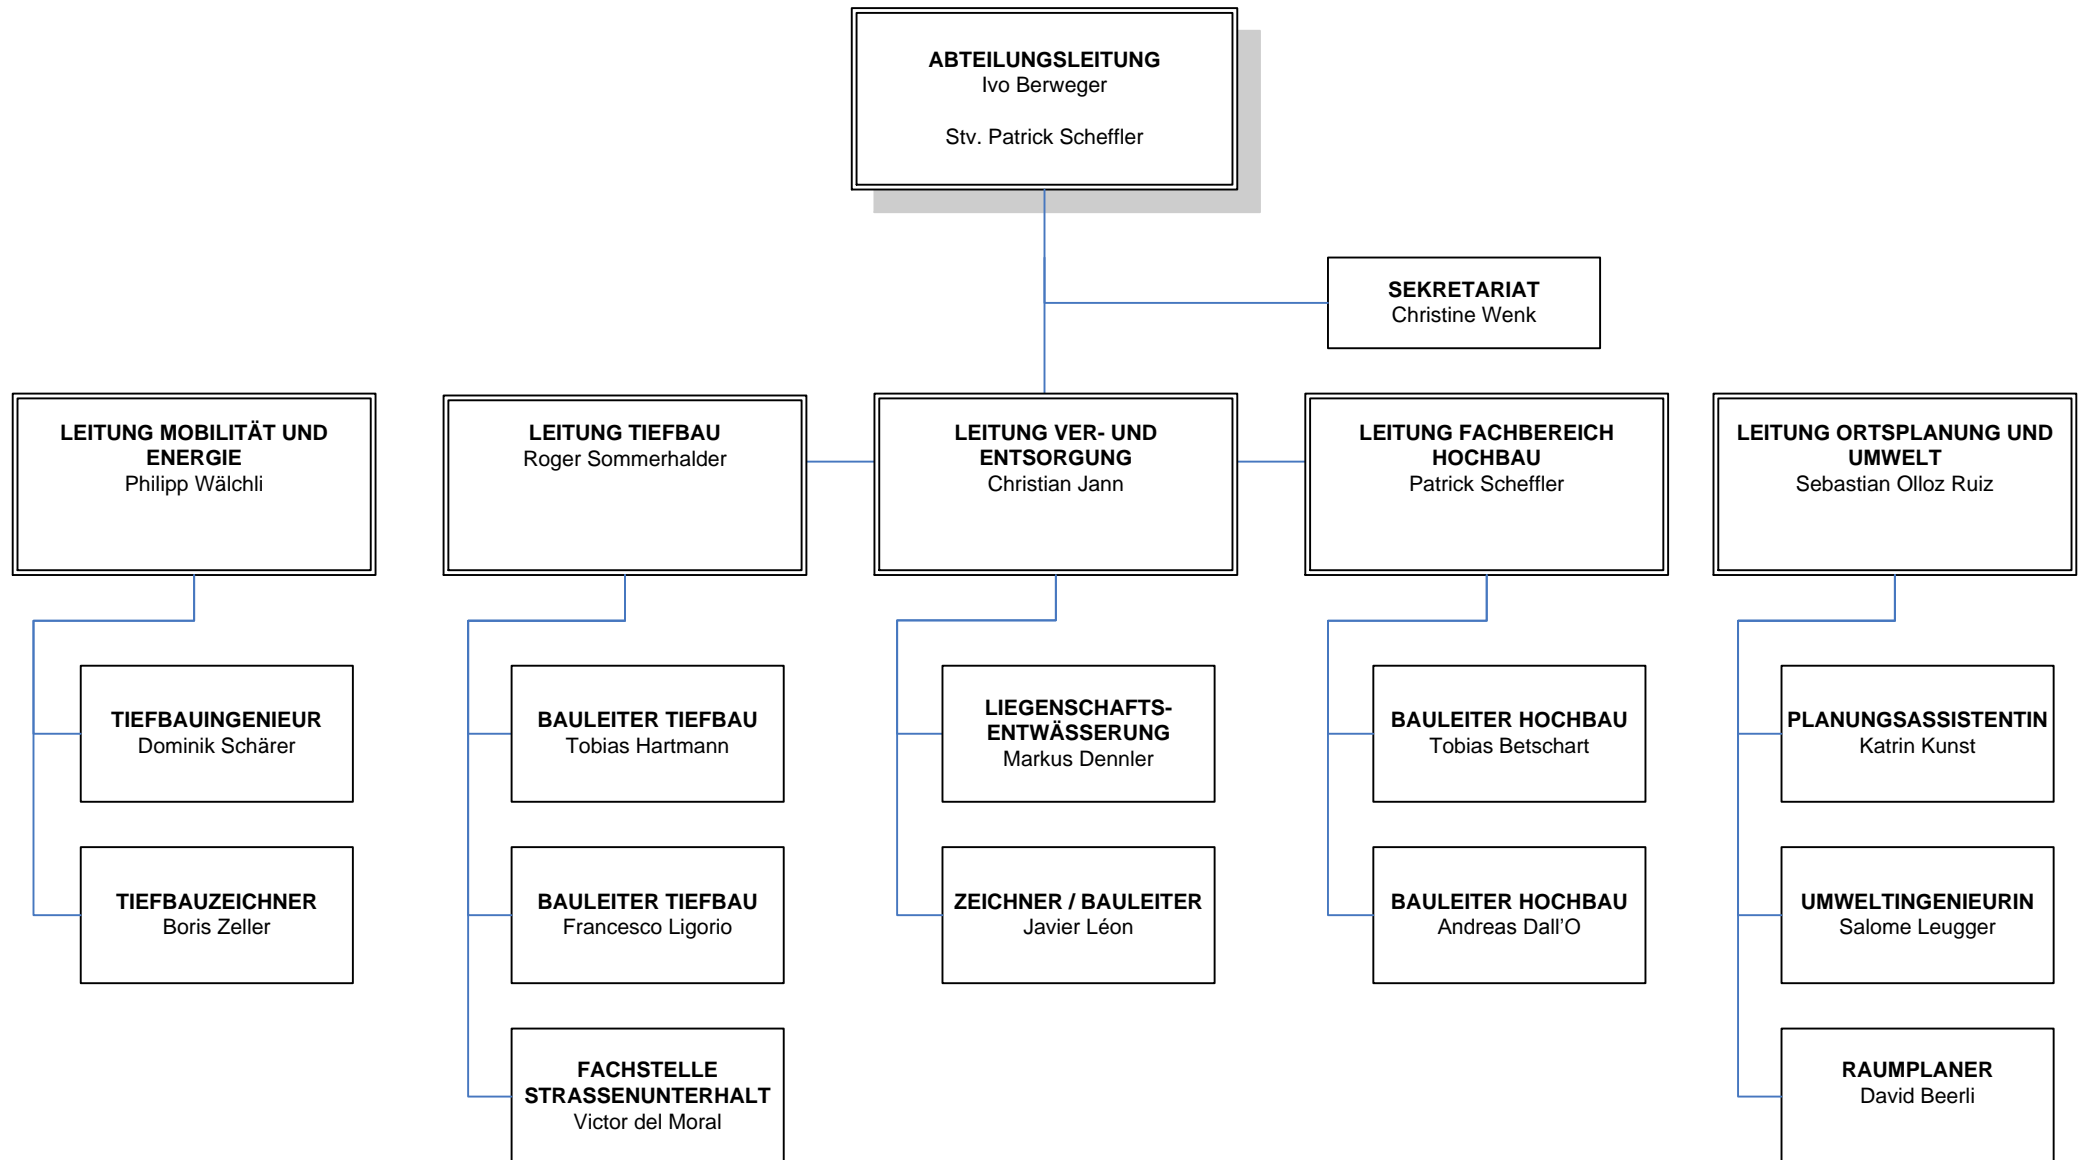 ABTEILUNGSLEITUNG
Ivo Berweger
Stv. Patrick Scheffler
SEKRETARIAT
Christine Wenk
LEITUNG MOBILITÄT UND
ENERGIE
Philipp Wälchli
LEITUNG TIEFBAU
Roger Sommerhalder
LEITUNG VER- UND
ENTSORGUNG
Christian Jann
LEITUNG FACHBEREICH
HOCHBAU
Patrick Scheffler
LEITUNG ORTSPLANUNG UND
UMWELT
Sebastian Olloz Ruiz
TIEFBAUINGENIEUR
Dominik Schärer
BAULEITER TIEFBAU
Tobias Hartmann
LIEGENSCHAFTS-
ENTWÄSSERUNG
Markus Dennler
BAULEITER HOCHBAU
Tobias Betschart
PLANUNGSASSISTENTIN
Katrin Kunst
TIEFBAUZEICHNER
Boris Zeller
BAULEITER TIEFBAU
Francesco Ligorio
ZEICHNER / BAULEITER
Javier Léon
BAULEITER HOCHBAU
Andreas Dall’O
UMWELTINGENIEURIN
Salome Leugger
FACHSTELLE
STRASSENUNTERHALT
Victor del Moral
RAUMPLANER
David Beerli